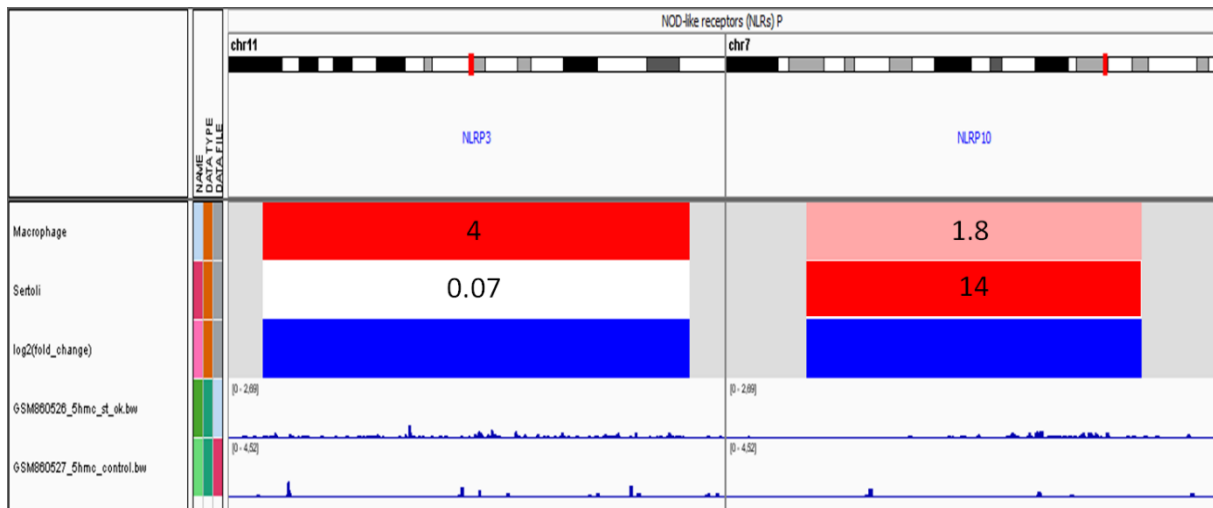 NOD-like receptors (NLRs) P
chr11
chr7
NLRP3
NLRP10
NAME
DATA TYPE
DATA FILE
Macrophage
4
1.8
Sertoli
0.07
14
log2(fold_change)
[0 - 2,69]
[0 - 2,69]
GSM860526_5hmc_st_ok.bw
[0 - 4,52]
[0 - 4,52]
GSM860527_5hmc_control.bw